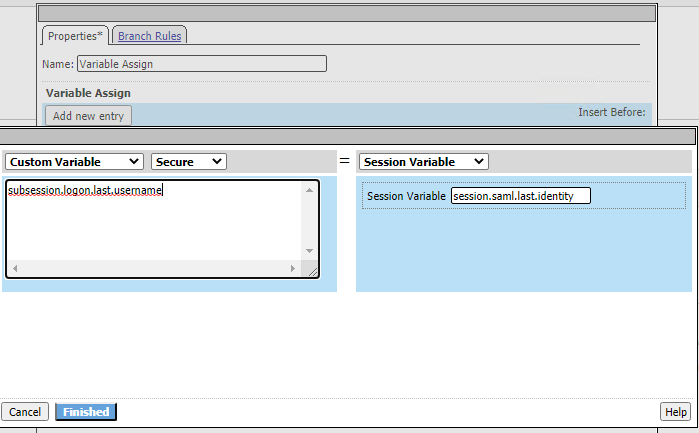 Properties* Branch Rules
Name: Variable Assign
Variable Assign
Add new entry Insert Before:
Custom Variable Secure = Session Variable
subsession.logon.last.username
Session Variable session.saml.last.identity
Cancel Finished Help